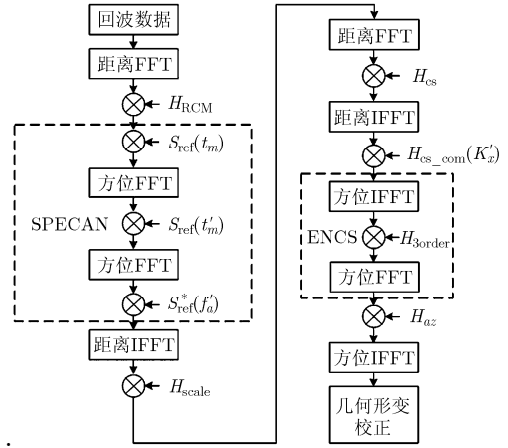 回波数据
距离FFT
H_RCM
S_ref(t_m)
方位FFT
SPECAN
S_ref(t'_m)
方位FFT
S*_ref(f'_a)
距离IFFT
H_scale
距离FFT
H_cs
距离IFFT
H_cs_com(K'_x)
方位IFFT
ENCS
H_3order
方位FFT
H_az
方位IFFT
几何形变
校正